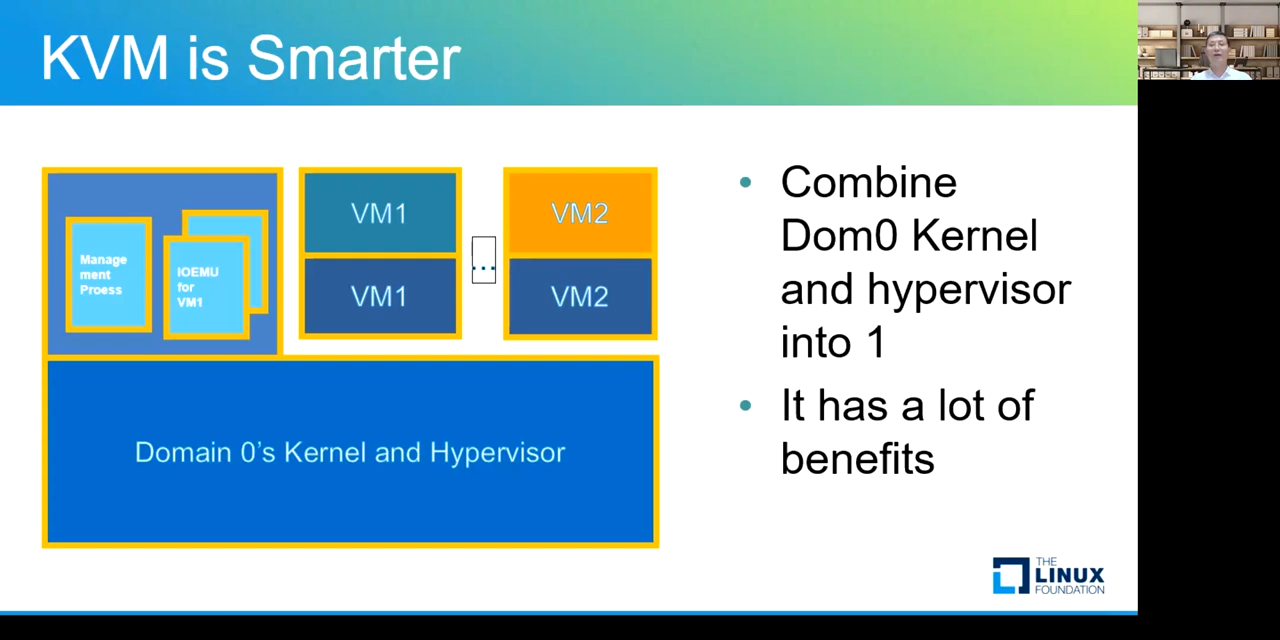 KVM is Smarter
Manage
ment
Proess
IOEMU
for
VM1
VM1
VM1
...
VM2
VM2
Domain 0’s Kernel and Hypervisor
• Combine
Dom0 Kernel
and hypervisor
into 1
• It has a lot of
benefits
THE
LINUX
FOUNDATION